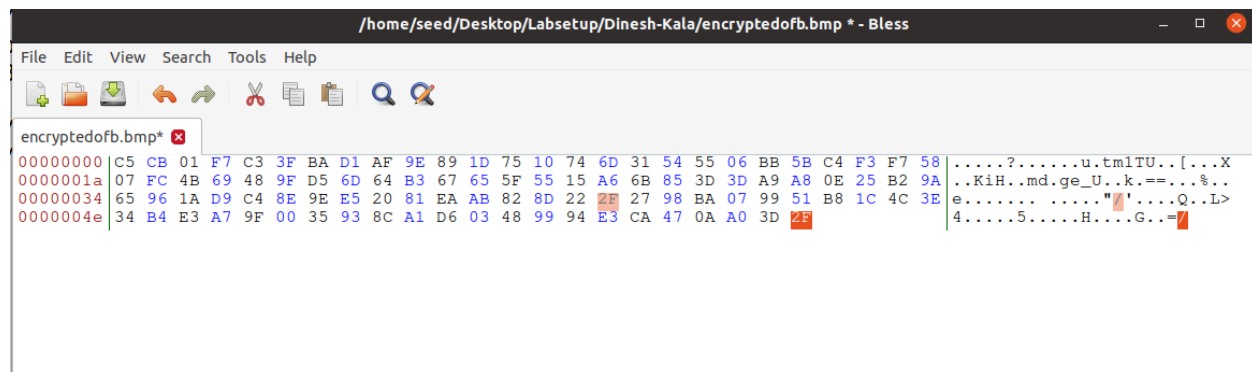 /home/seed/Desktop/Labsetup/Dinesh-Kala/encryptedofb.bmp * - Bless
File Edit View Search Tools Help
encryptedofb.bmp*
00000000 C5 CB 01 F7 C3 3F BA D1 AF 9E 89 1D 75 10 74 6D 31 54 55 06 BB 5B C4 F3 F7 58 .....?......u.tm1TU..[...X
0000001a 07 FC 4B 69 48 9F D5 6D 64 B3 67 65 5F 55 15 A6 6B 85 3D 3D A9 A8 0E 25 B2 9A ..KiH..md.ge_U..k.==...%..
00000034 65 96 1A D9 C4 8E 9E E5 20 81 EA AB 82 8D 22 2F 27 98 BA 07 99 51 B8 1C 4C 3E e....... ....."/'....Q..L>
0000004e 34 B4 E3 A7 9F 00 35 93 8C A1 D6 03 48 99 94 E3 CA 47 0A A0 3D 2F 4.....5.....H....G..=/